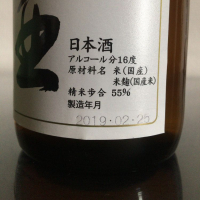 日本酒
アルコール分16度
原材料名 米(国産)
米麹(国産米)
精米歩合 55%
製造年月
2019.02.25